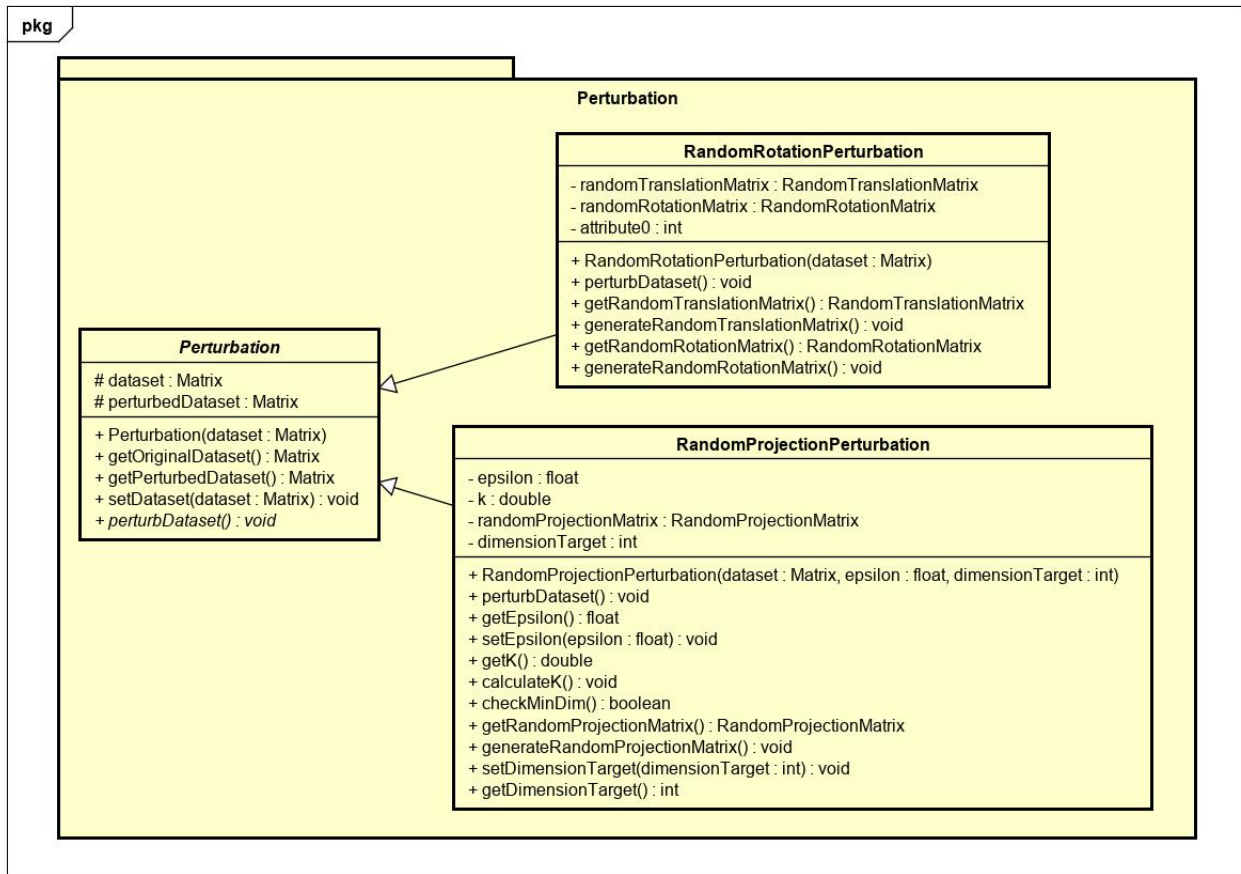 pkg
Perturbation
RandomRotationPerturbation
- randomTranslationMatrix : RandomTranslationMatrix
- randomRotationMatrix : RandomRotationMatrix
- attribute0 : int
+ RandomRotationPerturbation(dataset : Matrix)
+ perturbDataset() : void
+ getRandomTranslationMatrix() : RandomTranslationMatrix
+ generateRandomTranslationMatrix() : void
+ getRandomRotationMatrix() : RandomRotationMatrix
+ generateRandomRotationMatrix() : void
Perturbation
# dataset : Matrix
# perturbedDataset : Matrix
+ Perturbation(dataset : Matrix)
+ getOriginalDataset() : Matrix
+ getPerturbedDataset() : Matrix
+ setDataset(dataset : Matrix) : void
+ perturbDataset() : void
RandomProjectionPerturbation
- epsilon : float
- k : double
- randomProjectionMatrix : RandomProjectionMatrix
- dimensionTarget : int
+ RandomProjectionPerturbation(dataset : Matrix, epsilon : float, dimensionTarget : int)
+ perturbDataset() : void
+ getEpsilon() : float
+ setEpsilon(epsilon : float) : void
+ getK() : double
+ calculateK() : void
+ checkMinDim() : boolean
+ getRandomProjectionMatrix() : RandomProjectionMatrix
+ generateRandomProjectionMatrix() : void
+ setDimensionTarget(dimensionTarget : int) : void
+ getDimensionTarget() : int